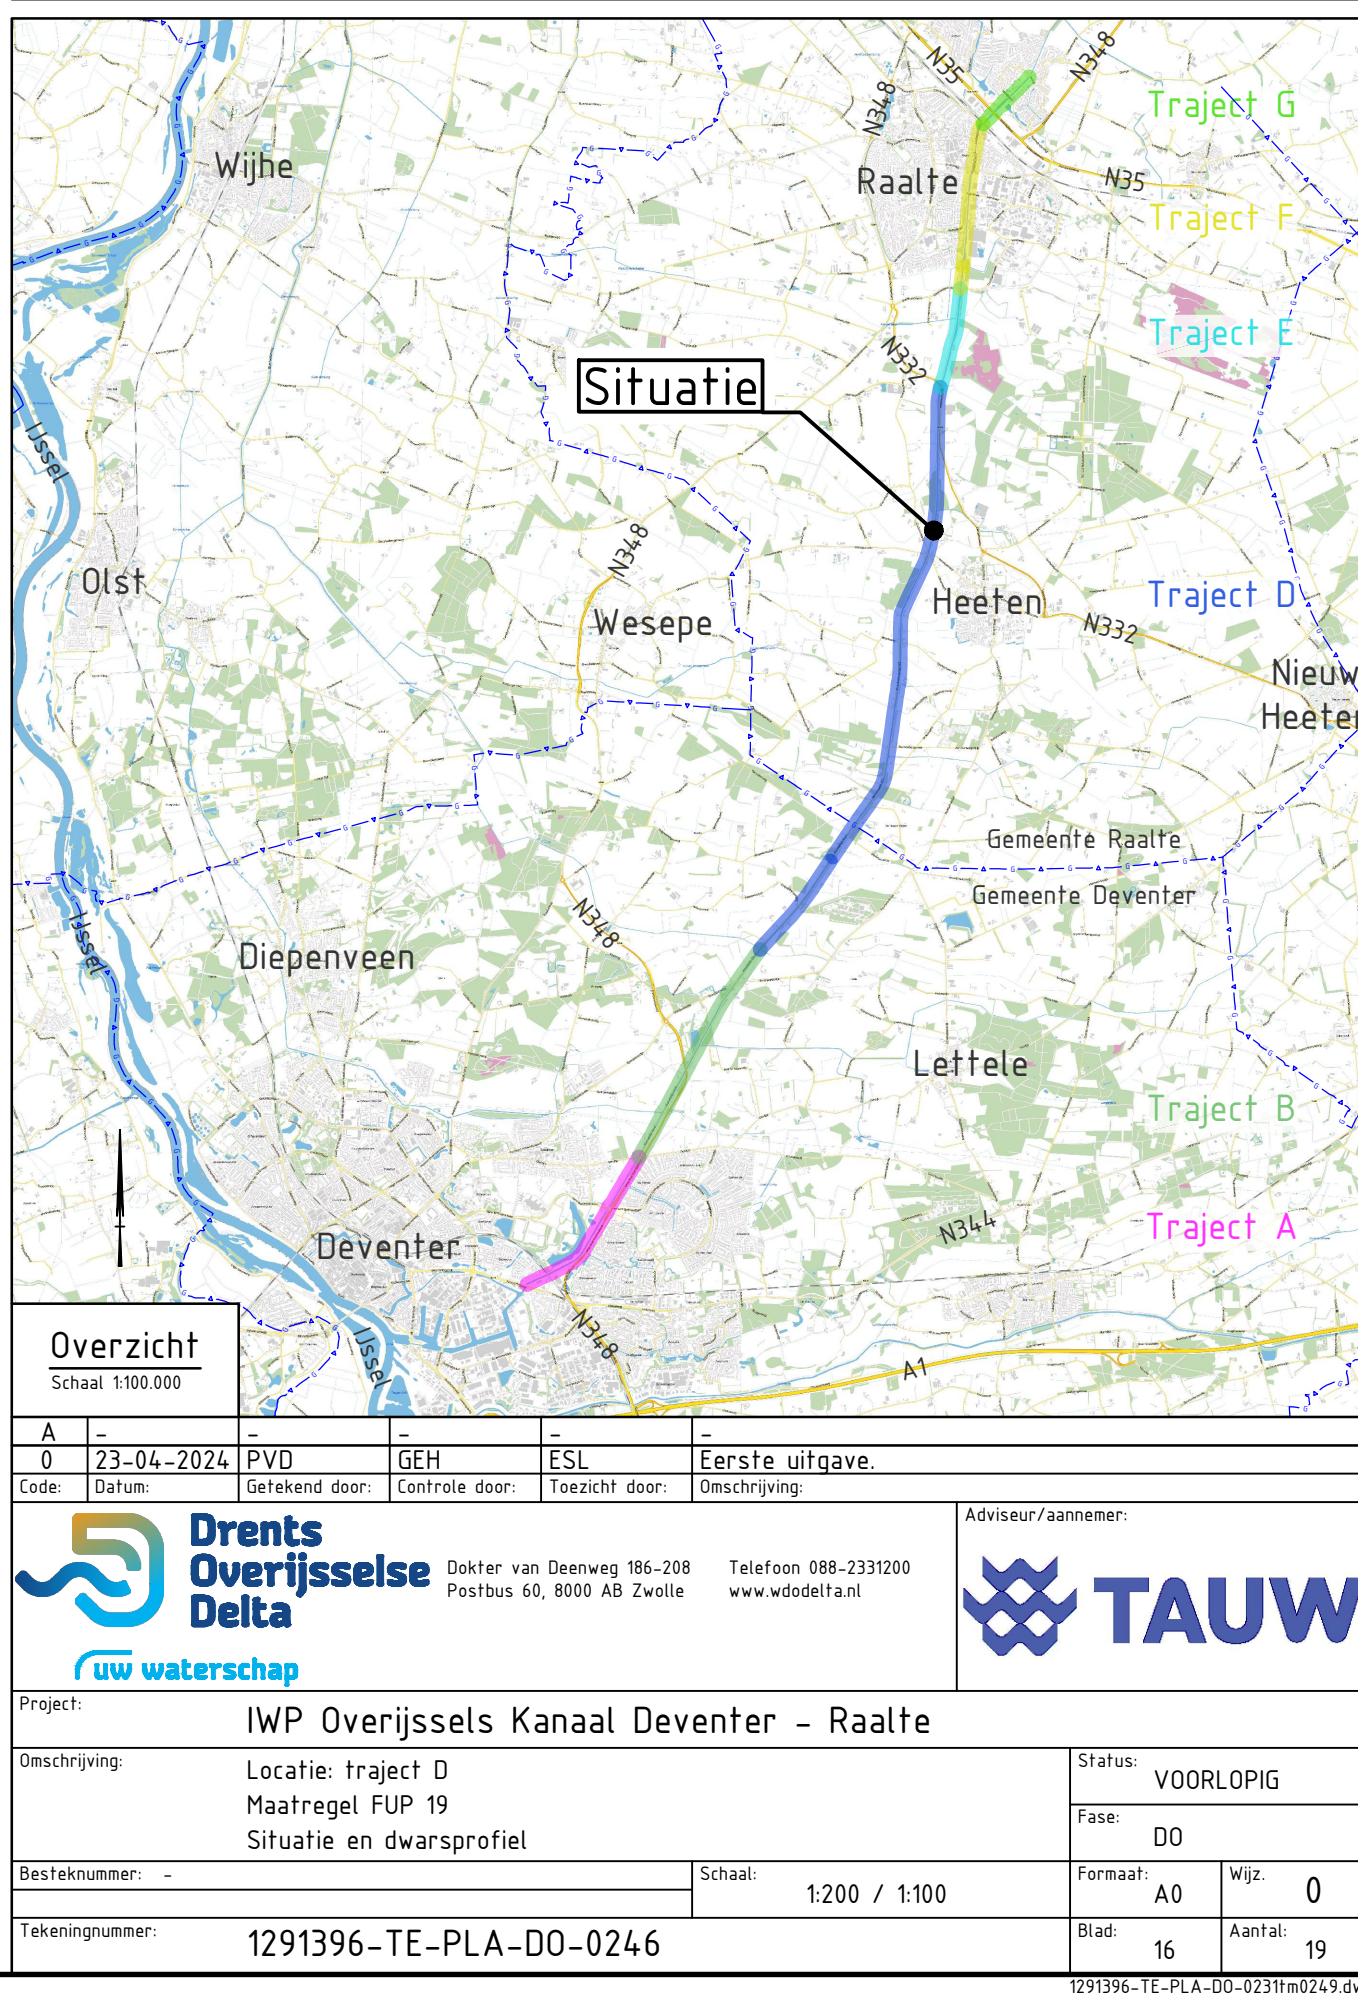 N35
N348
N348
Traject G
Wijhe
Raalte
N35
Traject F
Traject E
N332
Situatie
IJssel
N348
Olst
Wesepe
Heeten
Traject D
N332
Nieuw
Heeten
Gemeente Raalte
Gemeente Deventer
N348
IJssel
Diepenveen
Lettele
Traject B
N344
Traject A
Deventer
N348
IJssel
A1
Overzicht
Schaal 1:100.000
A - - - - -
0 23-04-2024 PVD GEH ESL Eerste uitgave.
Code: Datum: Getekend door: Controle door: Toezicht door: Omschrijving:
Drents
Overijsselse
Delta
uw waterschap
Dokter van Deenweg 186-208
Postbus 60, 8000 AB Zwolle
Telefoon 088-2331200
www.wdodelta.nl
Adviseur/aannemer:
TAUW
Project:
IWP Overijssels Kanaal Deventer - Raalte
Omschrijving:
Locatie: traject D
Maatregel FUP 19
Situatie en dwarsprofiel
Status:
VOORLOPIG
Fase:
DO
Besteknummer: -
Schaal:
1:200 / 1:100
Formaat:
A0
Wijz.
0
Tekeningnummer:
1291396-TE-PLA-DO-0246
Blad:
16
Aantal:
19
1291396-TE-PLA-DO-0231tm0249.dw